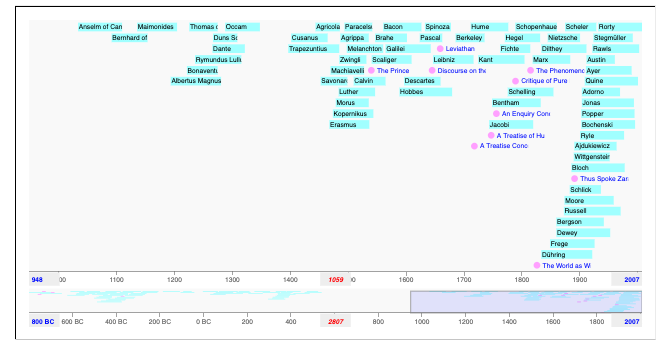 Anselm of Can Maimonides Thomas c Occam Agricola Paracels Bacon Spinoza Hume Schopenhaue Scheler Rorty
Bernhard of Duns Sc Cusanus Agrippa Brahe Pascal Berkeley Hegel Nietzsche Stegmüller
Dante Trapezuntius Melanchton Galilei Leviathan Fichte Dilthey Rawls
Rymundus Lulli Zwingli Scaliger Leibniz Kant Marx Austin
Bonaventu Machiavelli The Prince Discourse on the The Phenomeno Ayer
Albertus Magnus Savonan Calvin Descartes Critique of Pure Quine
Luther Hobbes Schelling Adorno
Morus Bentham Jonas
Kopernikus An Enquiry Conc Popper
Erasmus Jacobi Bochenski
A Treatise of Hu Ryle
A Treatise Conc Ajdukiewicz
Wittgenstein
Bloch
Thus Spoke Zar
Schlick
Moore
Russell
Bergson
Dewey
Frege
Dühring
The World as W
948 00 1100 1200 1300 1400 1059 0 1600 1700 1800 1900 2007
800 BC 600 BC 400 BC 200 BC 0 BC 200 400 2807 800 1000 1200 1400 1600 1800 2007